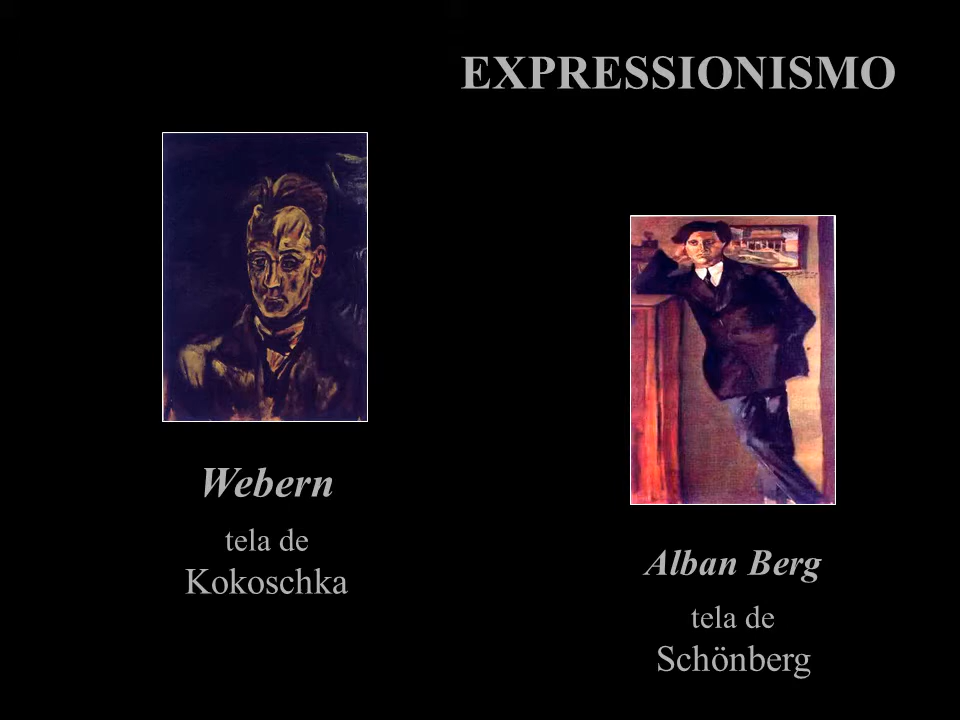 EXPRESSIONISMO
Webern
tela de
Kokoschka
Alban Berg
tela de
Schönberg